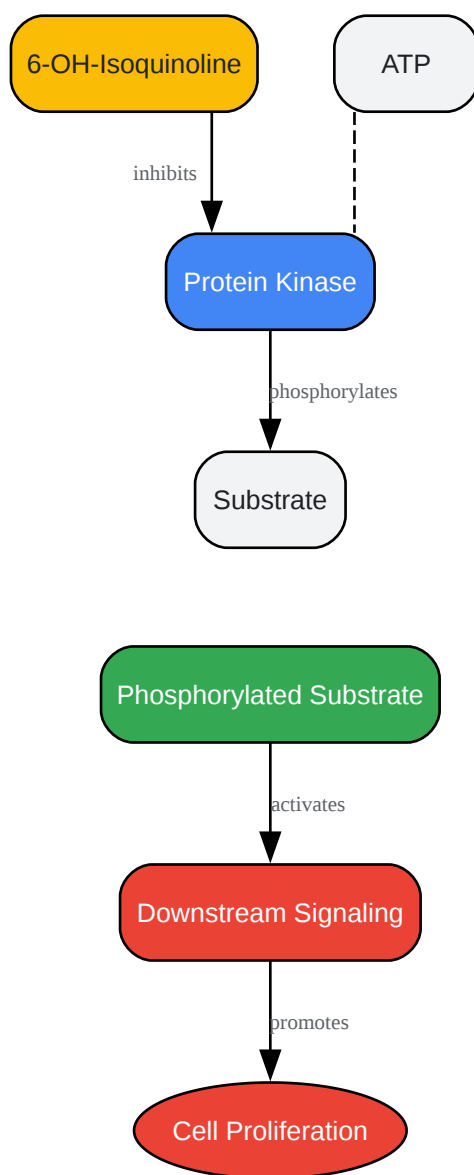 6-OH-Isoquinoline
ATP
inhibits
Protein Kinase
phosphorylates
Substrate
Phosphorylated Substrate
activates
Downstream Signaling
promotes
Cell Proliferation